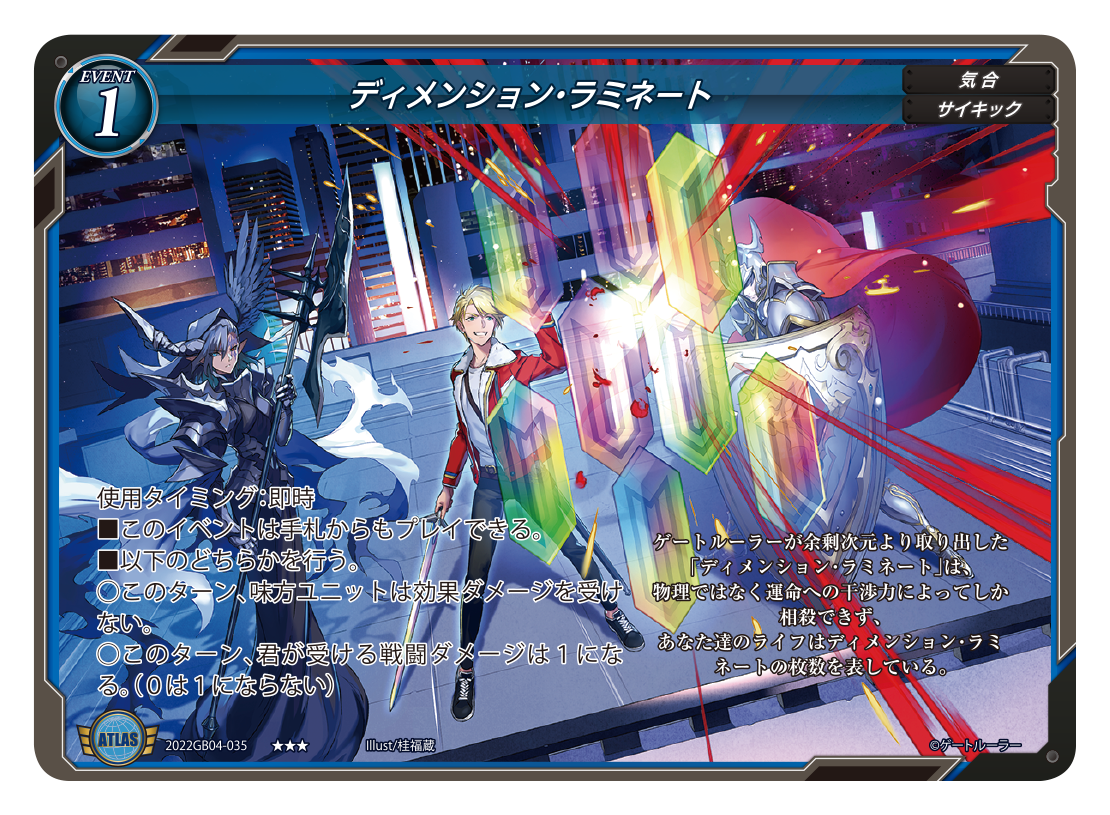 EVENT
1
ディメンション・ラミネート
気合
サイキック
使用タイミング：即時
■このイベントは手札からもプレイできる。
■以下のどちらかを行う。
○このターン、味方ユニットは効果ダメージを受け
ない。
○このターン、君が受ける戦闘ダメージは１にな
る。（０は１にならない）
ゲートルーラーが余剰次元より取り出した
「ディメンション・ラミネート」は、
物理ではなく運命への干渉力によってしか
相殺できず、
あなた達のライフはディメンション・ラミ
ネートの枚数を表している。
ATLAS
2022GB04-035
★★★
Illust/桂福蔵
©ゲートルーラー